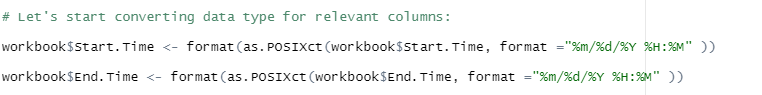 # Let's start converting data type for relevant columns:
workbook$Start.Time <- format(as.POSIXct(workbook$Start.Time, format ="%m/%d/%Y %H:%M" ))
workbook$End.Time <- format(as.POSIXct(workbook$End.Time, format ="%m/%d/%Y %H:%M" ))